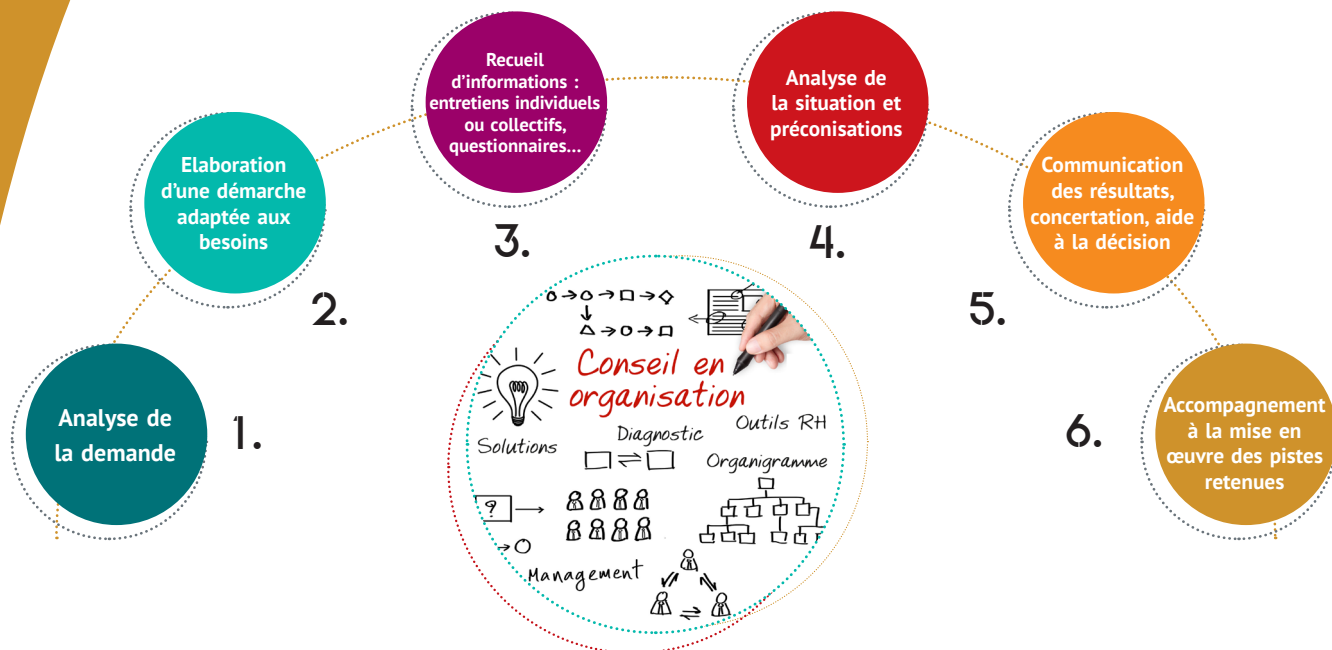 Analyse de
la demande
1.
Elaboration
d'une démarche
adaptée aux
besoins
2.
Recueil
d'informations :
entretiens individuels
ou collectifs,
questionnaires...
3.
Analyse de
la situation et
préconisations
4.
Communication
des résultats,
concertation, aide
à la décision
5.
Accompagnement
à la mise en
œuvre des pistes
retenues
6.
Conseil en
organisation
Solutions
Diagnostic
Outils RH
Organigramme
?
Management